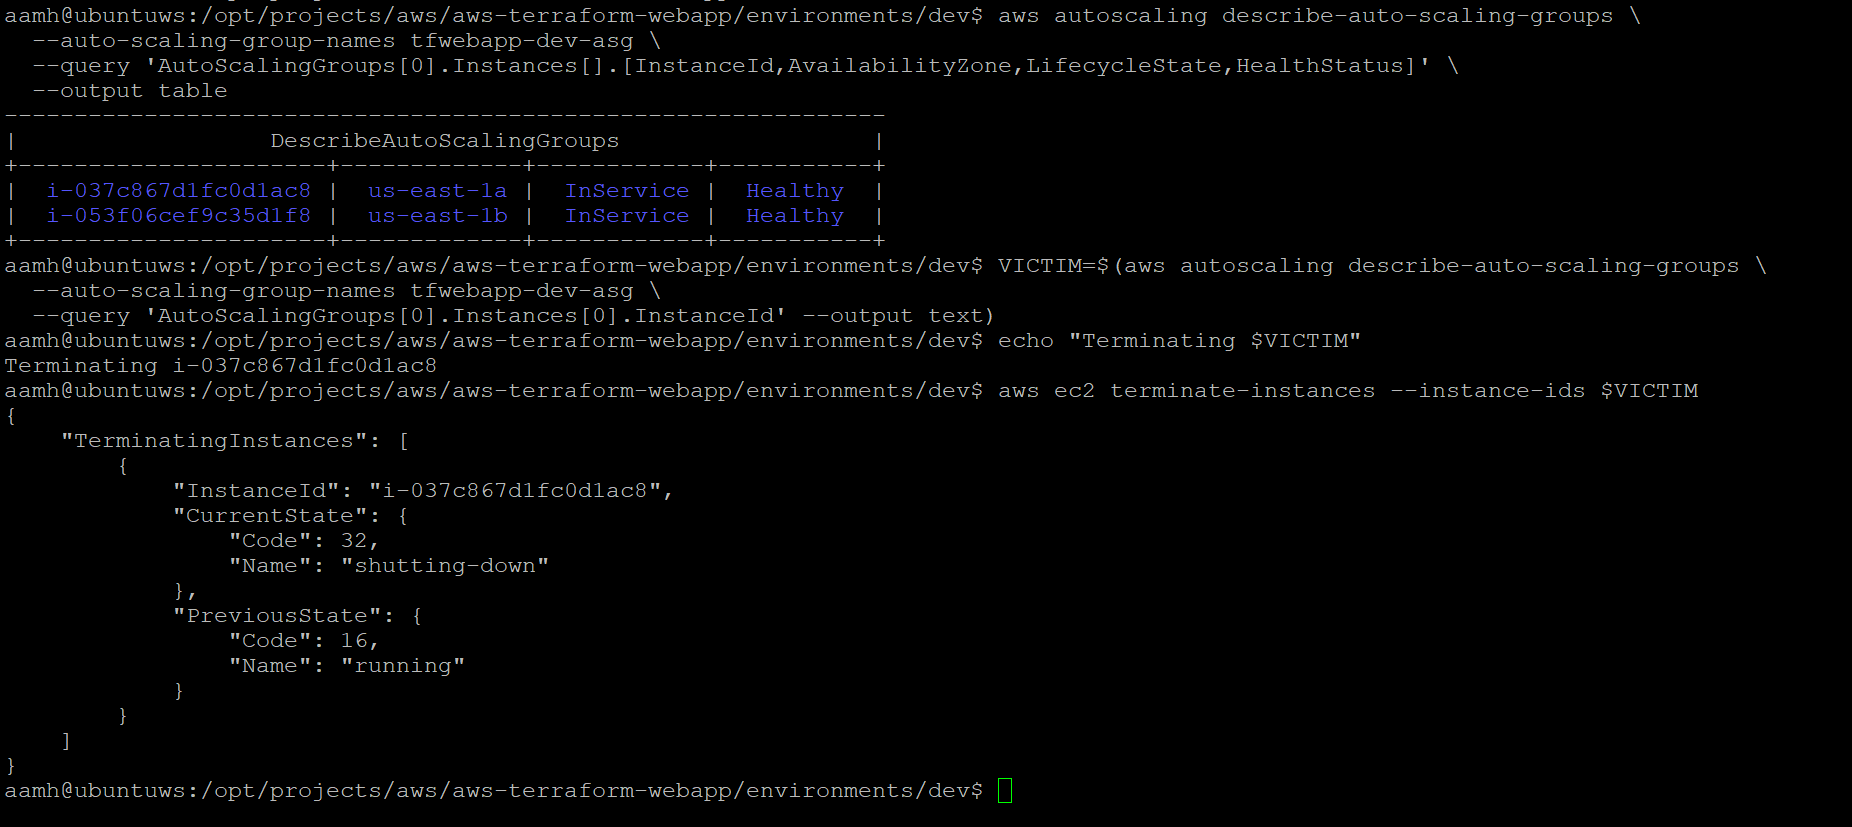 aamh@ubuntuws:/opt/projects/aws/aws-terraform-webapp/environments/dev$ aws autoscaling describe-auto-scaling-groups \
  --auto-scaling-group-names tfwebapp-dev-asg \
  --query 'AutoScalingGroups[0].Instances[].[InstanceId,AvailabilityZone,LifecycleState,HealthStatus]' \
  --output table
---------------------------------------------------------------
|                  DescribeAutoScalingGroups                  |
+----------------------+-------------+------------+-----------+
|  i-037c867d1fc0d1ac8 |  us-east-1a |  InService |  Healthy  |
|  i-053f06cef9c35d1f8 |  us-east-1b |  InService |  Healthy  |
+----------------------+-------------+------------+-----------+
aamh@ubuntuws:/opt/projects/aws/aws-terraform-webapp/environments/dev$ VICTIM=$(aws autoscaling describe-auto-scaling-groups \
  --auto-scaling-group-names tfwebapp-dev-asg \
  --query 'AutoScalingGroups[0].Instances[0].InstanceId' --output text)
aamh@ubuntuws:/opt/projects/aws/aws-terraform-webapp/environments/dev$ echo "Terminating $VICTIM"
Terminating i-037c867d1fc0d1ac8
aamh@ubuntuws:/opt/projects/aws/aws-terraform-webapp/environments/dev$ aws ec2 terminate-instances --instance-ids $VICTIM
{
    "TerminatingInstances": [
        {
            "InstanceId": "i-037c867d1fc0d1ac8",
            "CurrentState": {
                "Code": 32,
                "Name": "shutting-down"
            },
            "PreviousState": {
                "Code": 16,
                "Name": "running"
            }
        }
    ]
}
aamh@ubuntuws:/opt/projects/aws/aws-terraform-webapp/environments/dev$